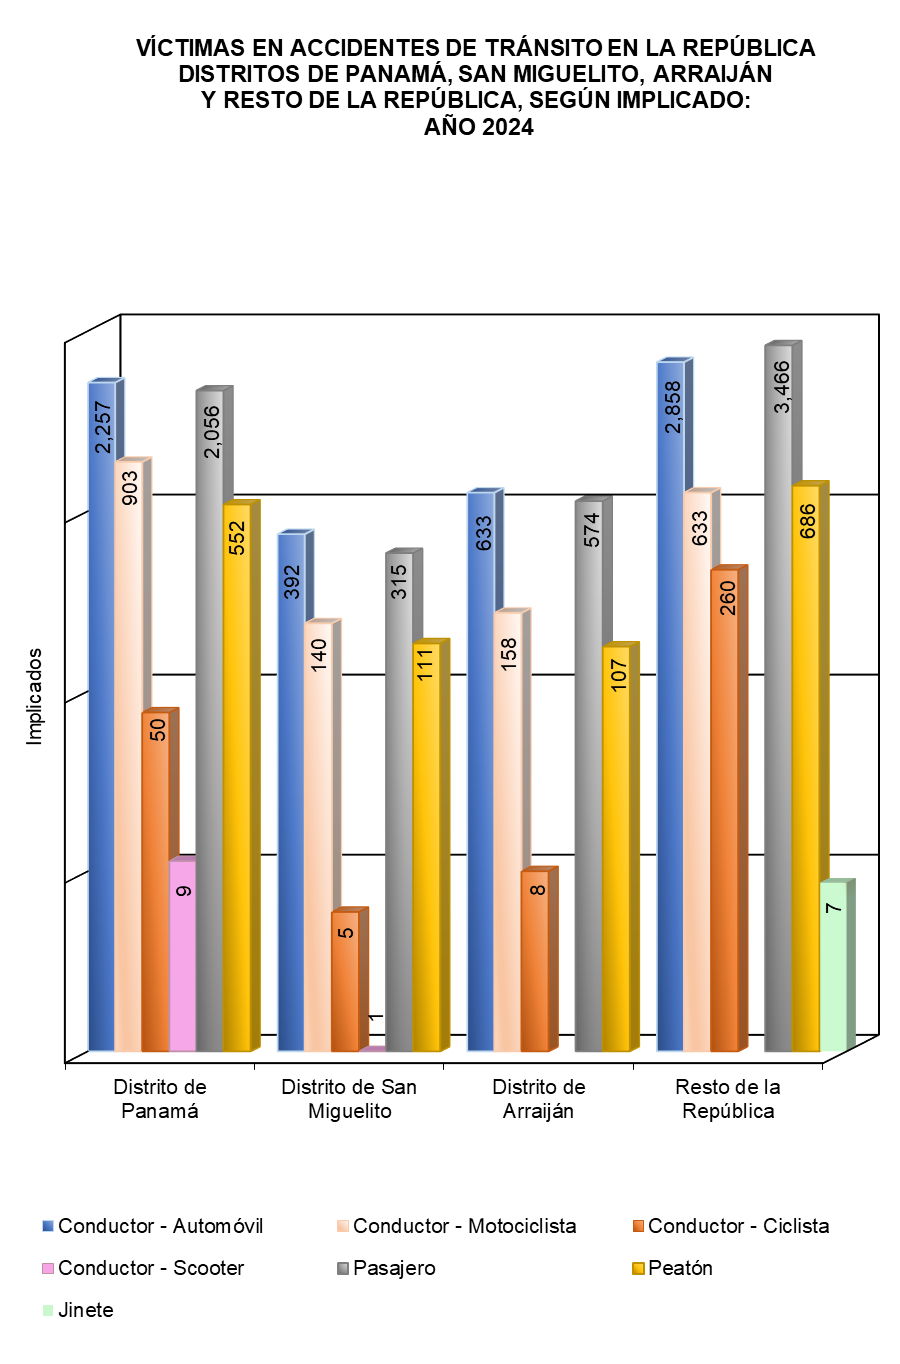 VÍCTIMAS EN ACCIDENTES DE TRÁNSITO EN LA REPÚBLICA
DISTRITOS DE PANAMÁ, SAN MIGUELITO, ARRAIJÁN
Y RESTO DE LA REPÚBLICA, SEGÚN IMPLICADO:
AÑO 2024
Implicados
2,257
903
50
9
2,056
552
392
140
5
1
315
111
633
158
8
574
107
2,858
633
260
3,466
686
7
Distrito de
Panamá
Distrito de San
Miguelito
Distrito de
Arraiján
Resto de la
República
Conductor - Automóvil
Conductor - Motociclista
Conductor - Ciclista
Conductor - Scooter
Pasajero
Peatón
Jinete